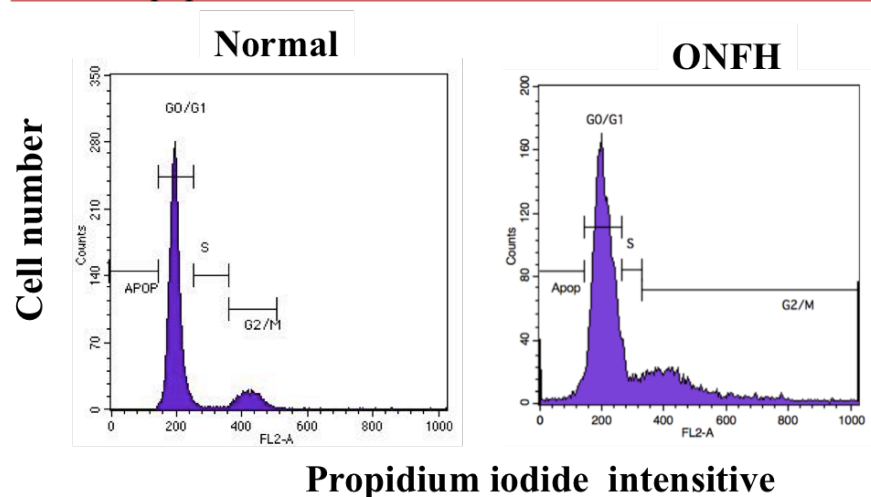 Normal
ONFH
Cell number
350
280
210
140
70
0
Counts
G0/G1
S
APOP
G2/M
0 200 400 600 800 1000
FL2-A
200
160
120
80
40
0
Counts
G0/G1
S
Apop
G2/M
0 200 400 600 800 1000
FL2-A
Propidium iodide intensitive